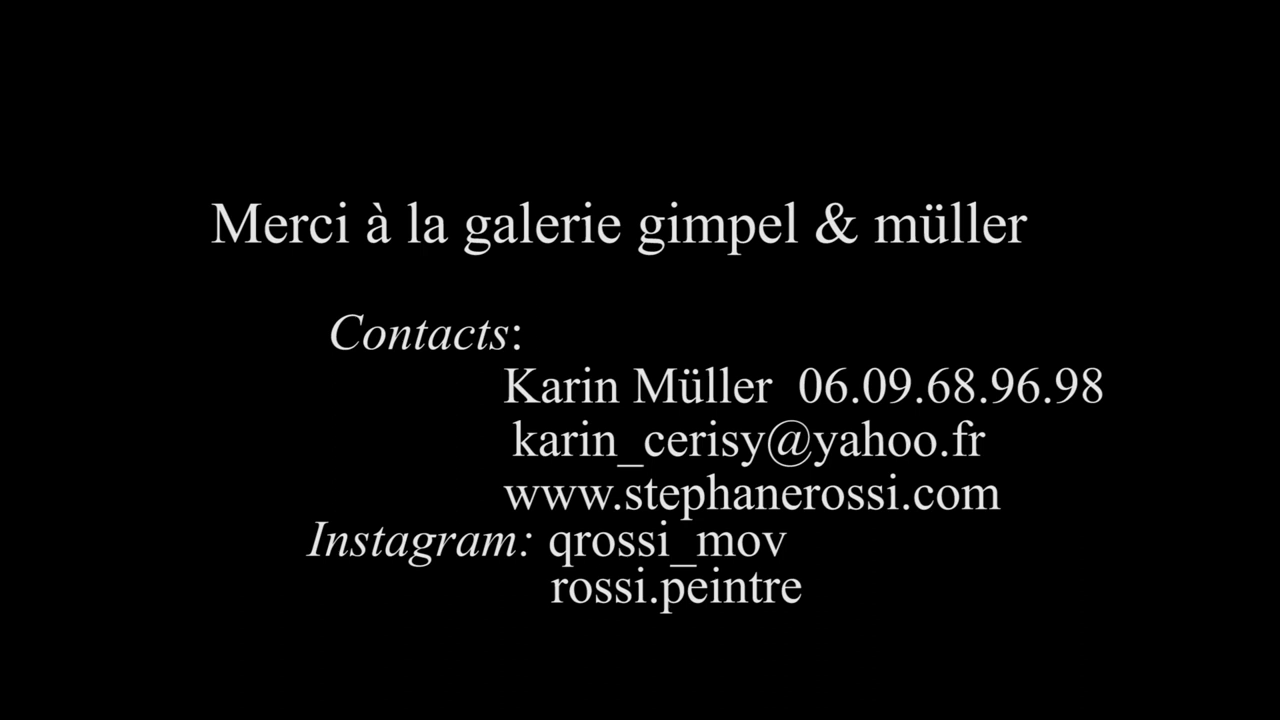 Merci à la galerie gimpel & müller
Contacts:
Karin Müller 06.09.68.96.98
karin_cerisy@yahoo.fr
www.stephanerossi.com
Instagram: qrossi_mov
rossi.peintre